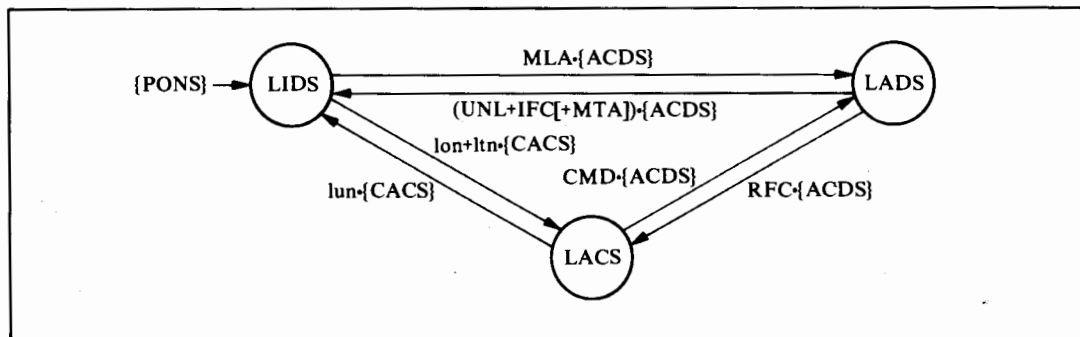 MLA•{ACDS}
{PONS}
LIDS
LADS
(UNL+IFC[+MTA])•{ACDS}
lon+ltn•{CACS}
lun•{CACS}
CMD•{ACDS}
RFC•{ACDS}
LACS